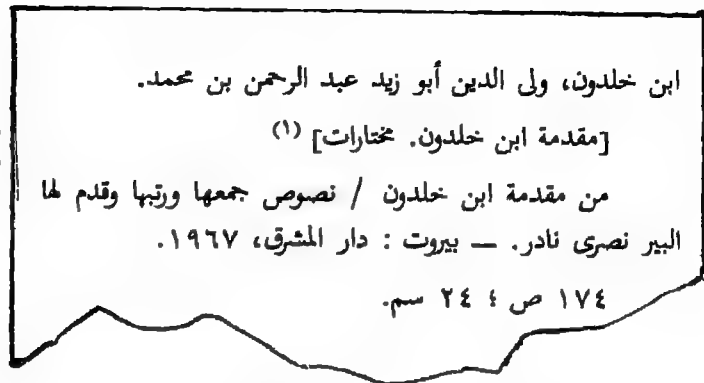 ابن خلدون، ولى الدين أبو زيد عبد الرحمن بن محمد.
[مقدمة ابن خلدون. مختارات] (١)
من مقدمة ابن خلدون / نصوص جمعها ورتبها وقدم لها
البير نصرى نادر. — بيروت : دار المشرق، ١٩٦٧.
١٧٤ ص ؛ ٢٤ سم.